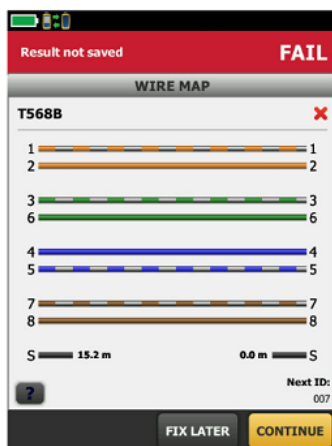 Result not saved FAIL
WIRE MAP
T568B
1 1
2 2
3 3
6 6
4 4
5 5
7 7
8 8
S 15.2 m 0.0 m S
Next ID:
? 007
FIX LATER CONTINUE